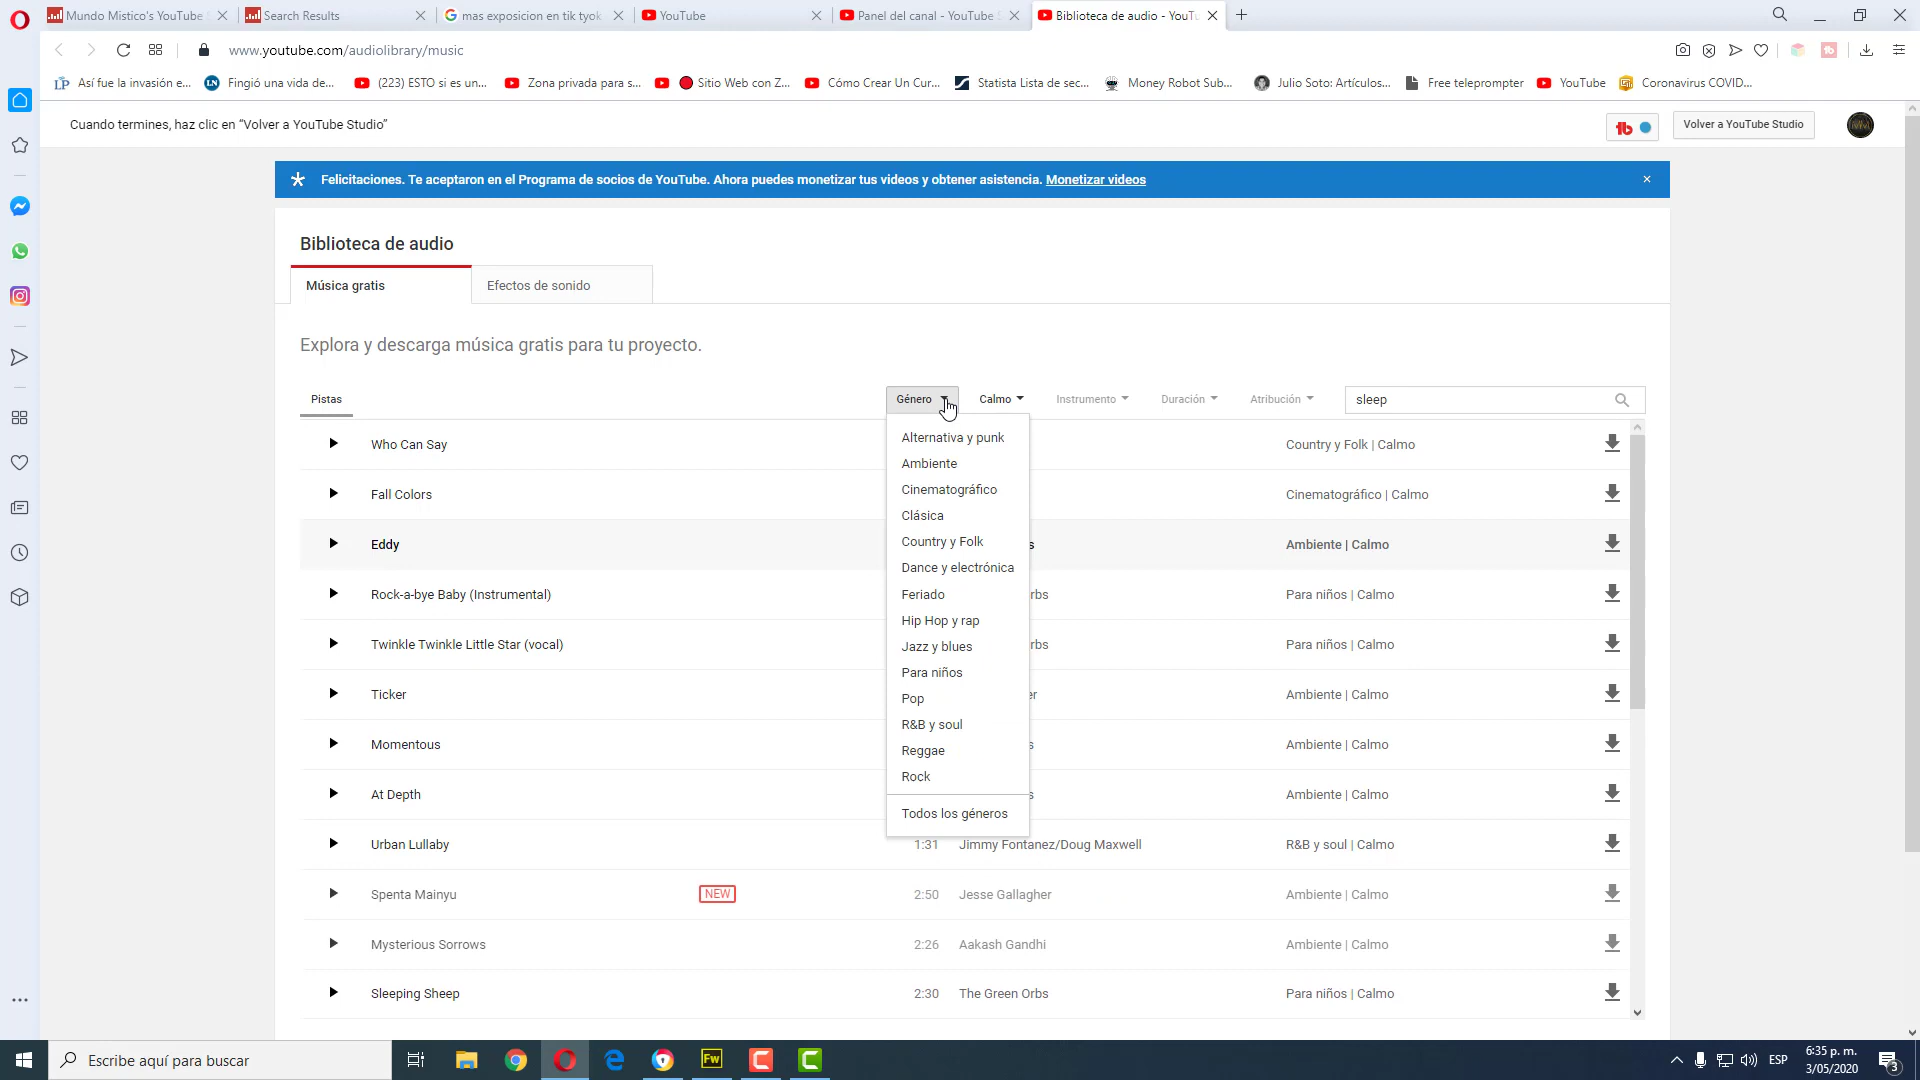 Mundo Mistico's YouTube
Search Results
mas exposicion en tik tyok
YouTube
Panel del canal - YouTube
Biblioteca de audio - YouTu
www.youtube.com/audiolibrary/music
Así fue la invasión e...
Fingió una vida de...
(223) ESTO si es un...
Zona privada para s...
Sitio Web con Z...
Cómo Crear Un Cur...
Statista Lista de sec...
Money Robot Sub...
Julio Soto: Artículos...
Free teleprompter
YouTube
Coronavirus COVID...
Cuando termines, haz clic en “Volver a YouTube Studio”
Volver a YouTube Studio
Felicitaciones. Te aceptaron en el Programa de socios de YouTube. Ahora puedes monetizar tus videos y obtener asistencia. Monetizar videos
Biblioteca de audio
Música gratis
Efectos de sonido
Explora y descarga música gratis para tu proyecto.
Pistas
Género
Calmo
Instrumento
Duración
Atribución
sleep
Alternativa y punk
Ambiente
Cinematográfico
Clásica
Country y Folk
Dance y electrónica
Feriado
Hip Hop y rap
Jazz y blues
Para niños
Pop
R&B y soul
Reggae
Rock
Todos los géneros
Who Can Say
Country y Folk | Calmo
Fall Colors
Cinematográfico | Calmo
Eddy
s
Ambiente | Calmo
Rock-a-bye Baby (Instrumental)
rbs
Para niños | Calmo
Twinkle Twinkle Little Star (vocal)
rbs
Para niños | Calmo
Ticker
er
Ambiente | Calmo
Momentous
s
Ambiente | Calmo
At Depth
s
Ambiente | Calmo
Urban Lullaby
1:31
Jimmy Fontanez/Doug Maxwell
R&B y soul | Calmo
Spenta Mainyu
NEW
2:50
Jesse Gallagher
Ambiente | Calmo
Mysterious Sorrows
2:26
Aakash Gandhi
Ambiente | Calmo
Sleeping Sheep
2:30
The Green Orbs
Para niños | Calmo
Escribe aquí para buscar
Fw
ESP
6:35 p. m.
3/05/2020
3